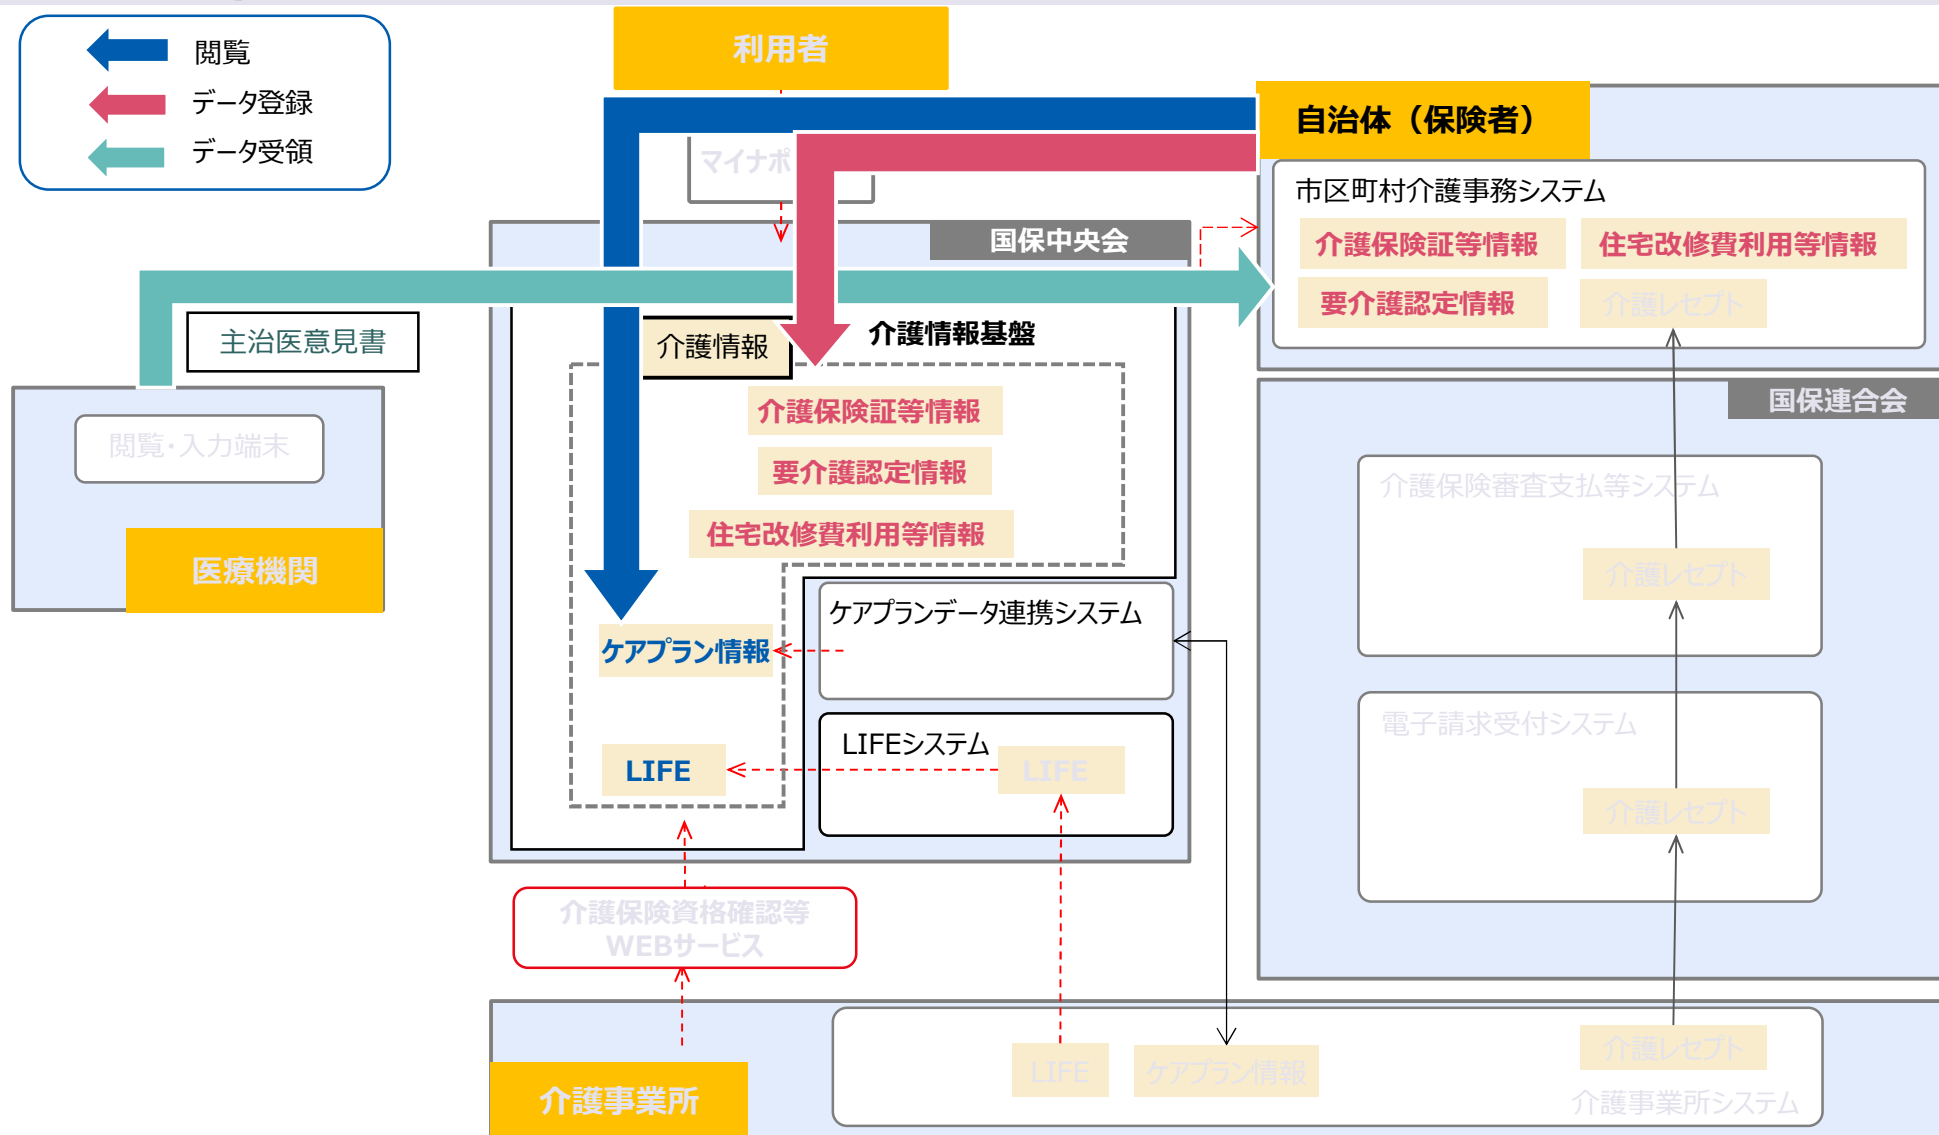 閲覧
データ登録
データ受領
利用者
マイナポ
自治体（保険者）
市区町村介護事務システム
介護保険証等情報
住宅改修費利用等情報
要介護認定情報
介護レセプト
国保中央会
主治医意見書
介護情報
介護情報基盤
介護保険証等情報
要介護認定情報
住宅改修費利用等情報
閲覧・入力端末
医療機関
国保連合会
介護保険審査支払等システム
介護レセプト
ケアプランデータ連携システム
ケアプラン情報
LIFEシステム
LIFE
LIFE
電子請求受付システム
介護レセプト
介護保険資格確認等
WEBサービス
介護事業所
LIFE
ケアプラン情報
介護レセプト
介護事業所システム